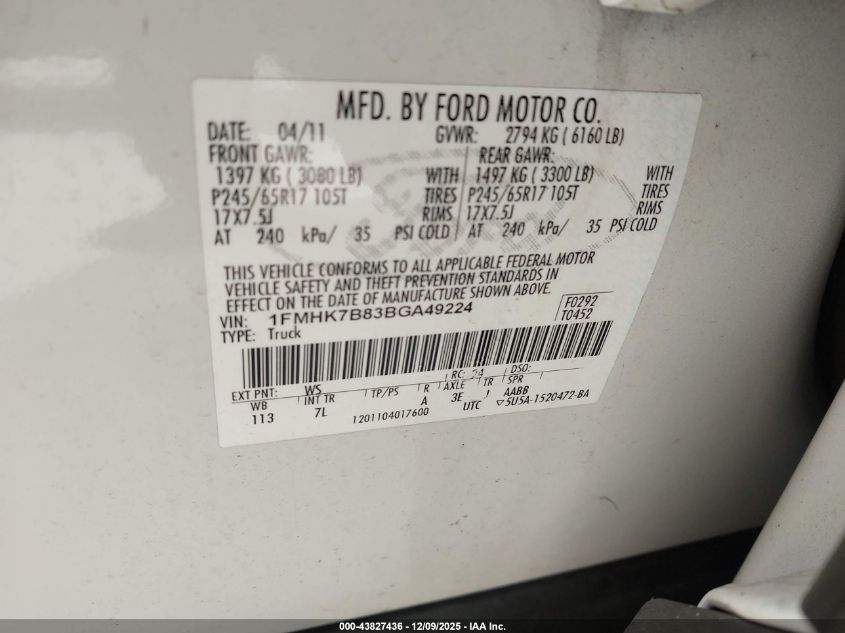 MFD. BY FORD MOTOR CO.
DATE: 04/11 GVWR: 2794 KG ( 6160 LB)
FRONT GAWR: REAR GAWR:
1397 KG ( 3080 LB) WITH 1497 KG ( 3300 LB) WITH
P245/65R17 105T TIRES P245/65R17 105T TIRES
17X7.5J RIMS 17X7.5J RIMS
AT 240 kPa/ 35 PSI COLD AT 240 kPa/ 35 PSI COLD
THIS VEHICLE CONFORMS TO ALL APPLICABLE FEDERAL MOTOR
VEHICLE SAFETY AND THEFT PREVENTION STANDARDS IN
EFFECT ON THE DATE OF MANUFACTURE SHOWN ABOVE.
VIN: 1FMHK7B83BGA49224 F0292
TYPE: Truck T0452
EXT PNT: WS RC: 24 DSO:
WB INT TR TP/PS R AXLE TR SPR
113 7L A 3E J AABB
1201104017600 UTC ▽5U5A-1520472-BA
000-43827436 - 12/09/2025 - IAA Inc.